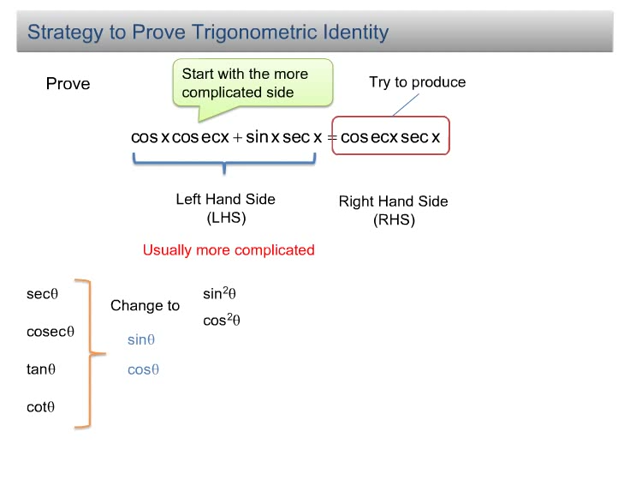 Strategy to Prove Trigonometric Identity
Start with the more
complicated side
Try to produce
Prove
cos x cosecx + sin x sec x = cosecx sec x
Left Hand Side
(LHS)
Right Hand Side
(RHS)
Usually more complicated
secθ
cosecθ
tanθ
cotθ
Change to
sinθ
cosθ
sin²θ
cos²θ